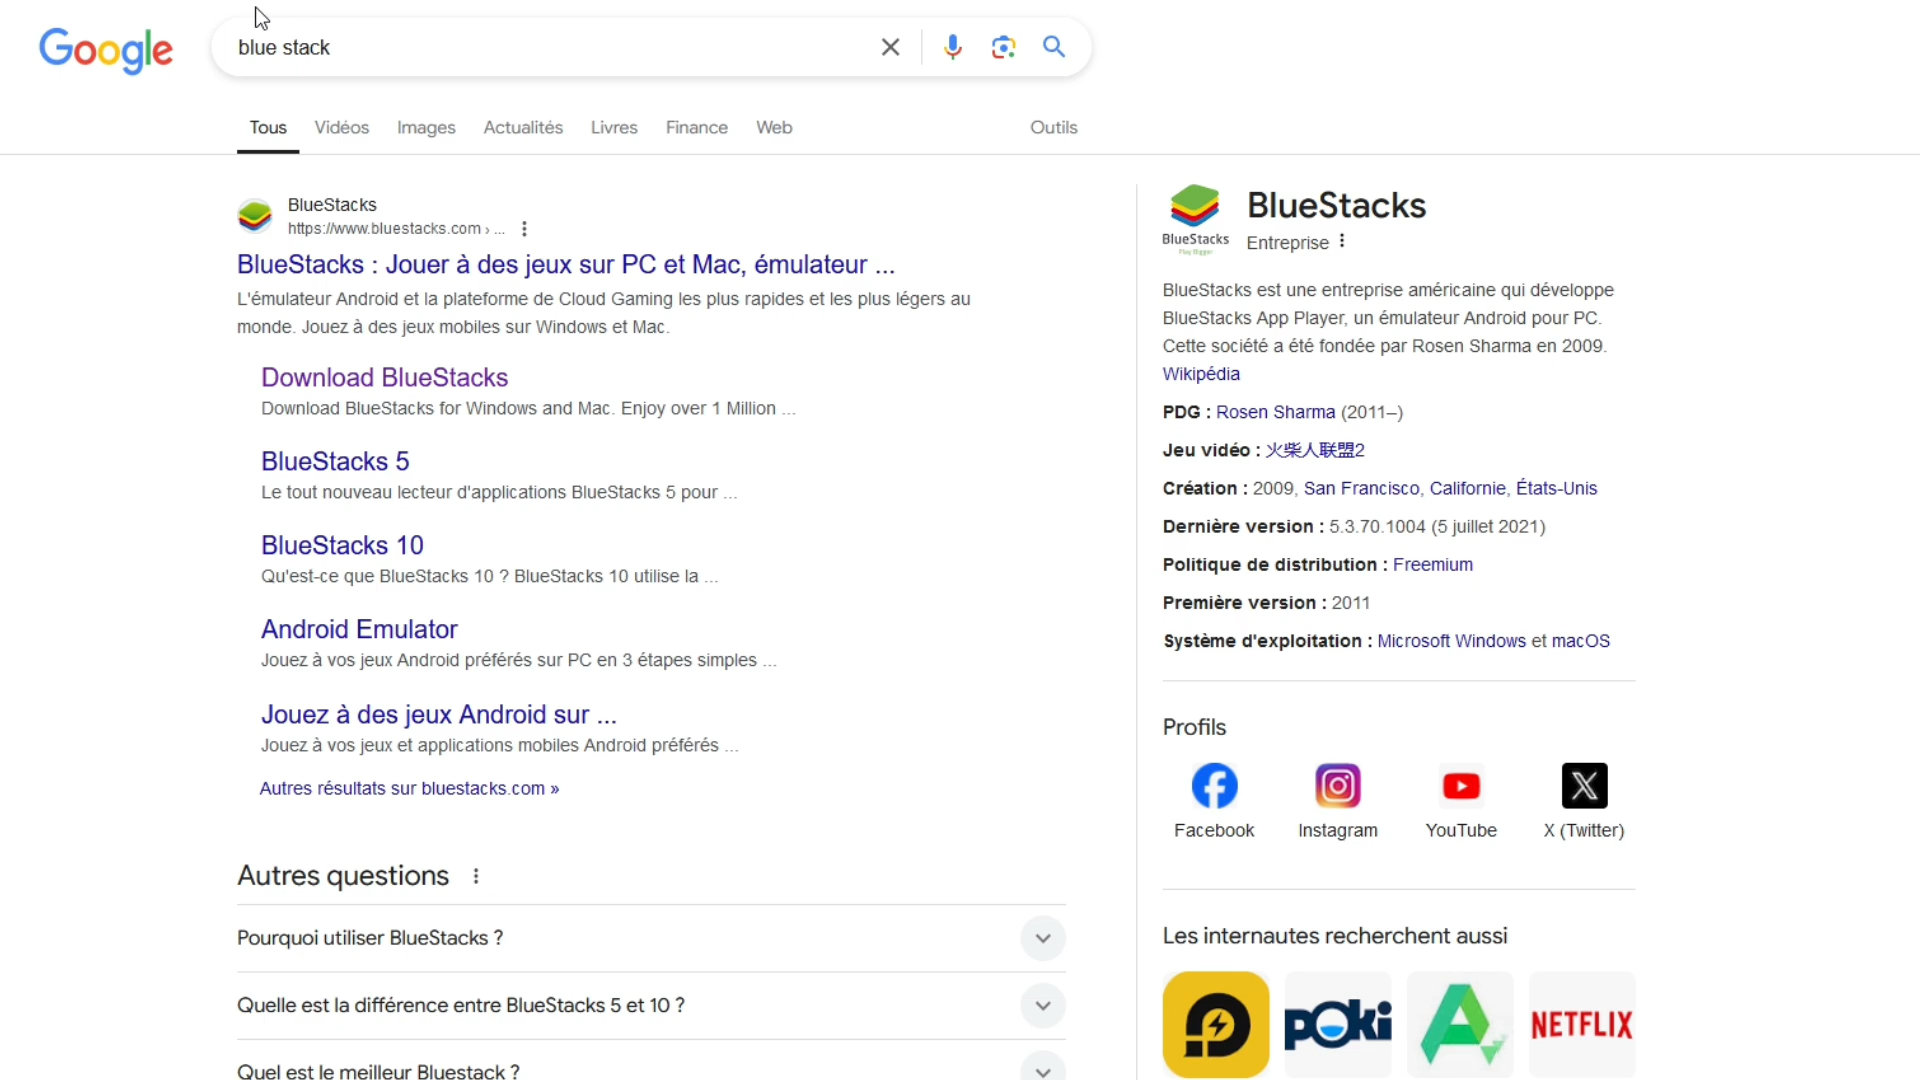 Google
blue stack
Tous Vidéos Images Actualités Livres Finance Web Outils
BlueStacks
https://www.bluestacks.com › ...
BlueStacks : Jouer à des jeux sur PC et Mac, émulateur ...
L'émulateur Android et la plateforme de Cloud Gaming les plus rapides et les plus légers au
monde. Jouez à des jeux mobiles sur Windows et Mac.
Download BlueStacks
Download BlueStacks for Windows and Mac. Enjoy over 1 Million ...
BlueStacks 5
Le tout nouveau lecteur d'applications BlueStacks 5 pour ...
BlueStacks 10
Qu'est-ce que BlueStacks 10 ? BlueStacks 10 utilise la ...
Android Emulator
Jouez à vos jeux Android préférés sur PC en 3 étapes simples ...
Jouez à des jeux Android sur ...
Jouez à vos jeux et applications mobiles Android préférés ...
Autres résultats sur bluestacks.com »
Autres questions
Pourquoi utiliser BlueStacks ?
Quelle est la différence entre BlueStacks 5 et 10 ?
Quel est le meilleur Bluestack ?
BlueStacks
Play Bigger
BlueStacks
Entreprise
BlueStacks est une entreprise américaine qui développe
BlueStacks App Player, un émulateur Android pour PC.
Cette société a été fondée par Rosen Sharma en 2009.
Wikipédia
PDG : Rosen Sharma (2011–)
Jeu vidéo : 火柴人联盟2
Création : 2009, San Francisco, Californie, États-Unis
Dernière version : 5.3.70.1004 (5 juillet 2021)
Politique de distribution : Freemium
Première version : 2011
Système d'exploitation : Microsoft Windows et macOS
Profils
Facebook Instagram YouTube X (Twitter)
Les internautes recherchent aussi
POKi NETFLIX